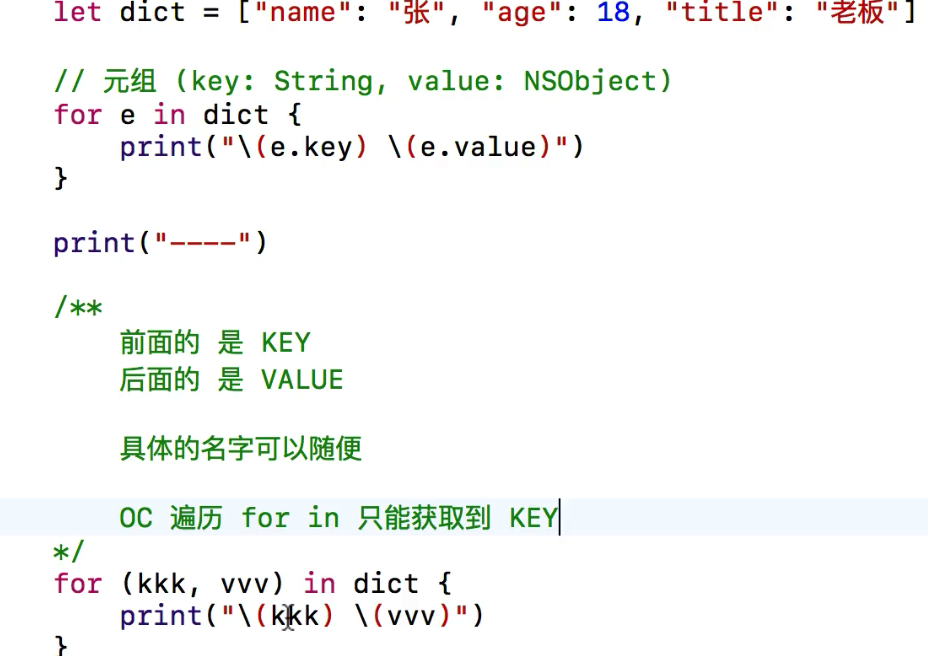 let dict = ["name": "张", "age": 18, "title": "老板"]
// 元组 (key: String, value: NSObject)
for e in dict {
print("\(e.key) \(e.value)")
}
print("----")
/**
前面的 是 KEY
后面的 是 VALUE
具体的名字可以随便
OC 遍历 for in 只能获取到 KEY
*/
for (kkk, vvv) in dict {
print("\(kkk) \(vvv)")
}